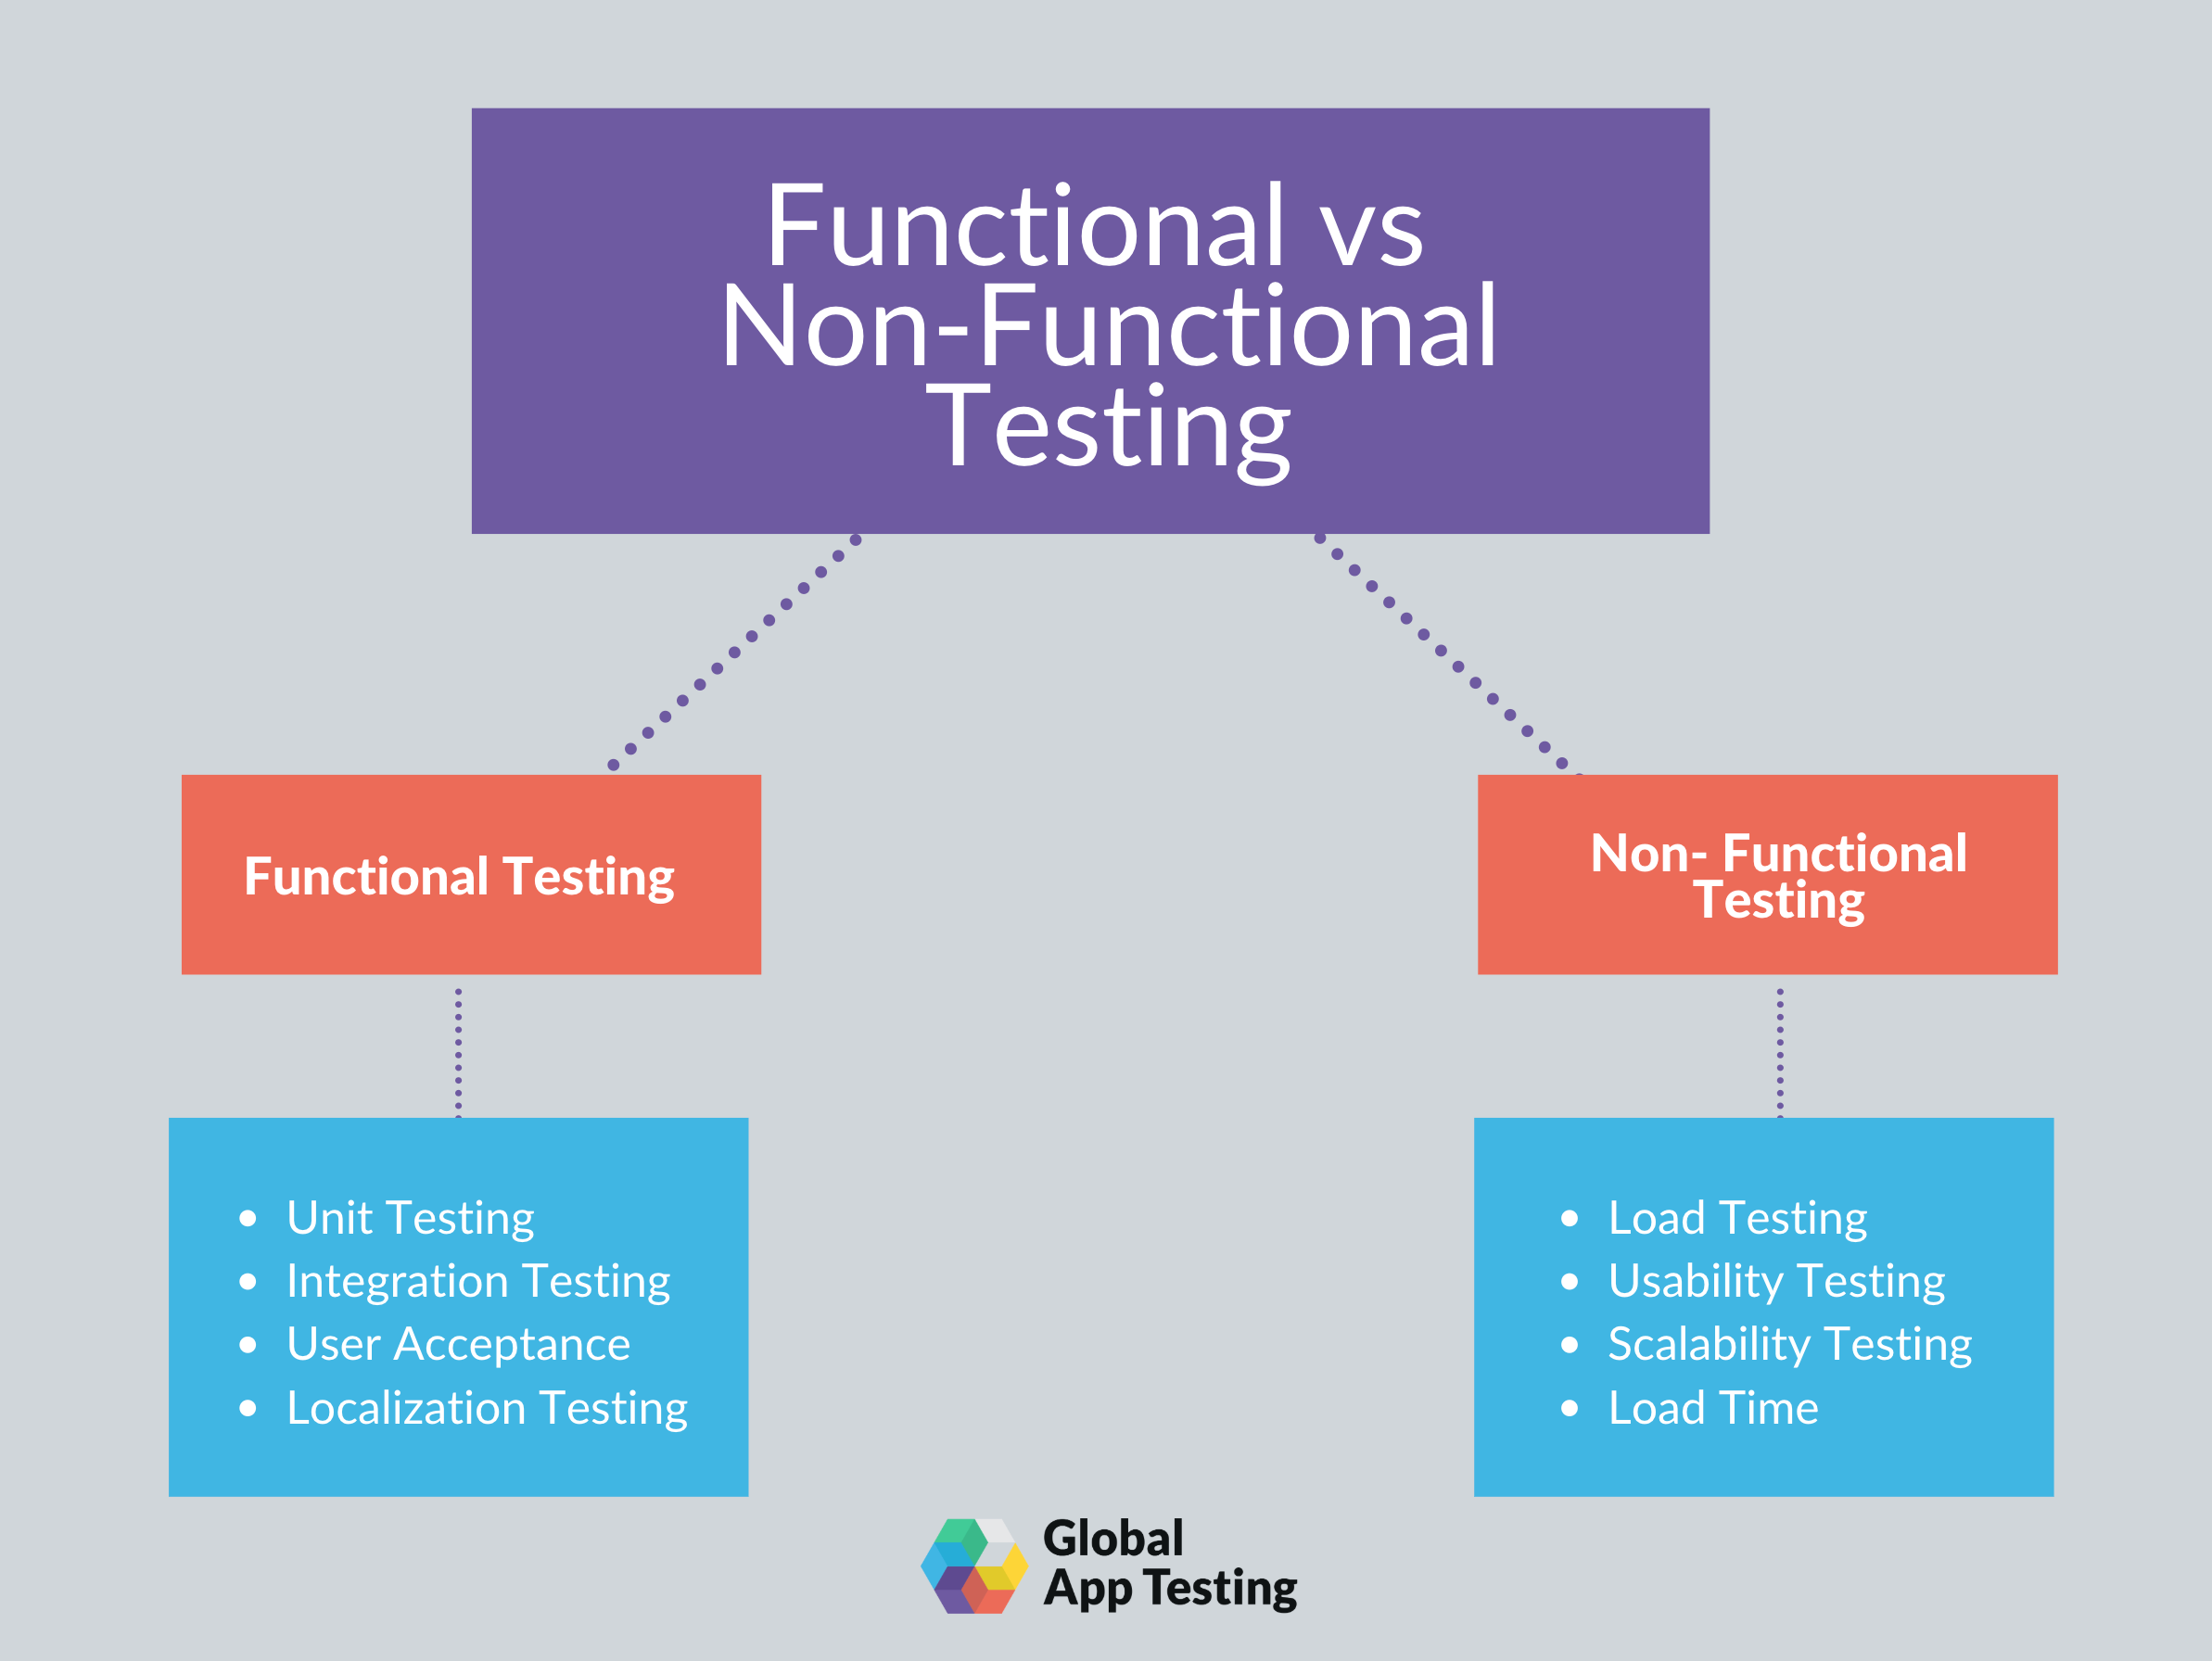 Functional vs
Non-Functional
Testing
Functional Testing
Non- Functional
Testing
Unit Testing
Integration Testing
User Acceptance
Localization Testing
Load Testing
Usability Testing
Scalability Testing
Load Time
Global
App Testing